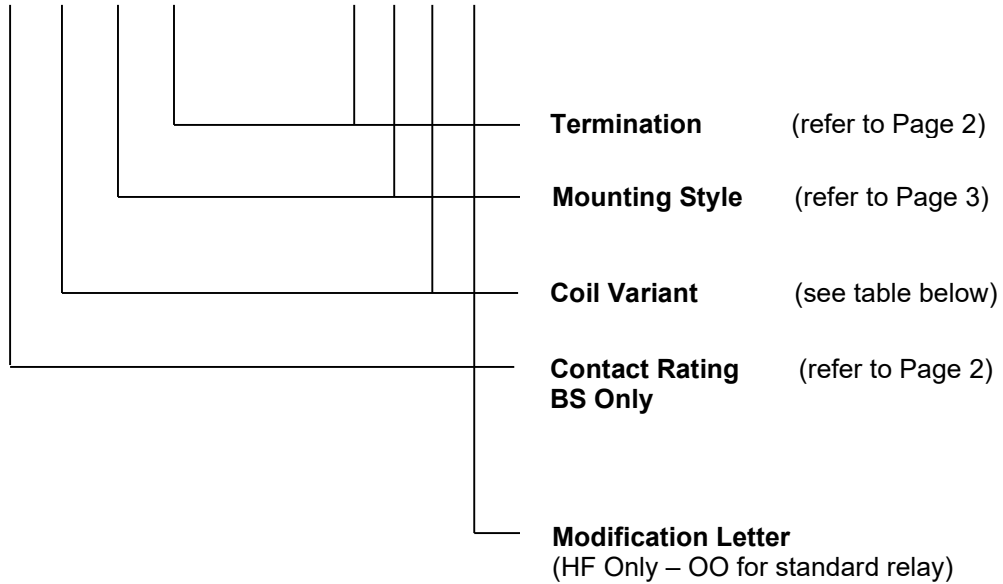 Termination (refer to Page 2)
Mounting Style (refer to Page 3)
Coil Variant (see table below)
Contact Rating (refer to Page 2)
BS Only
Modification Letter
(HF Only – OO for standard relay)